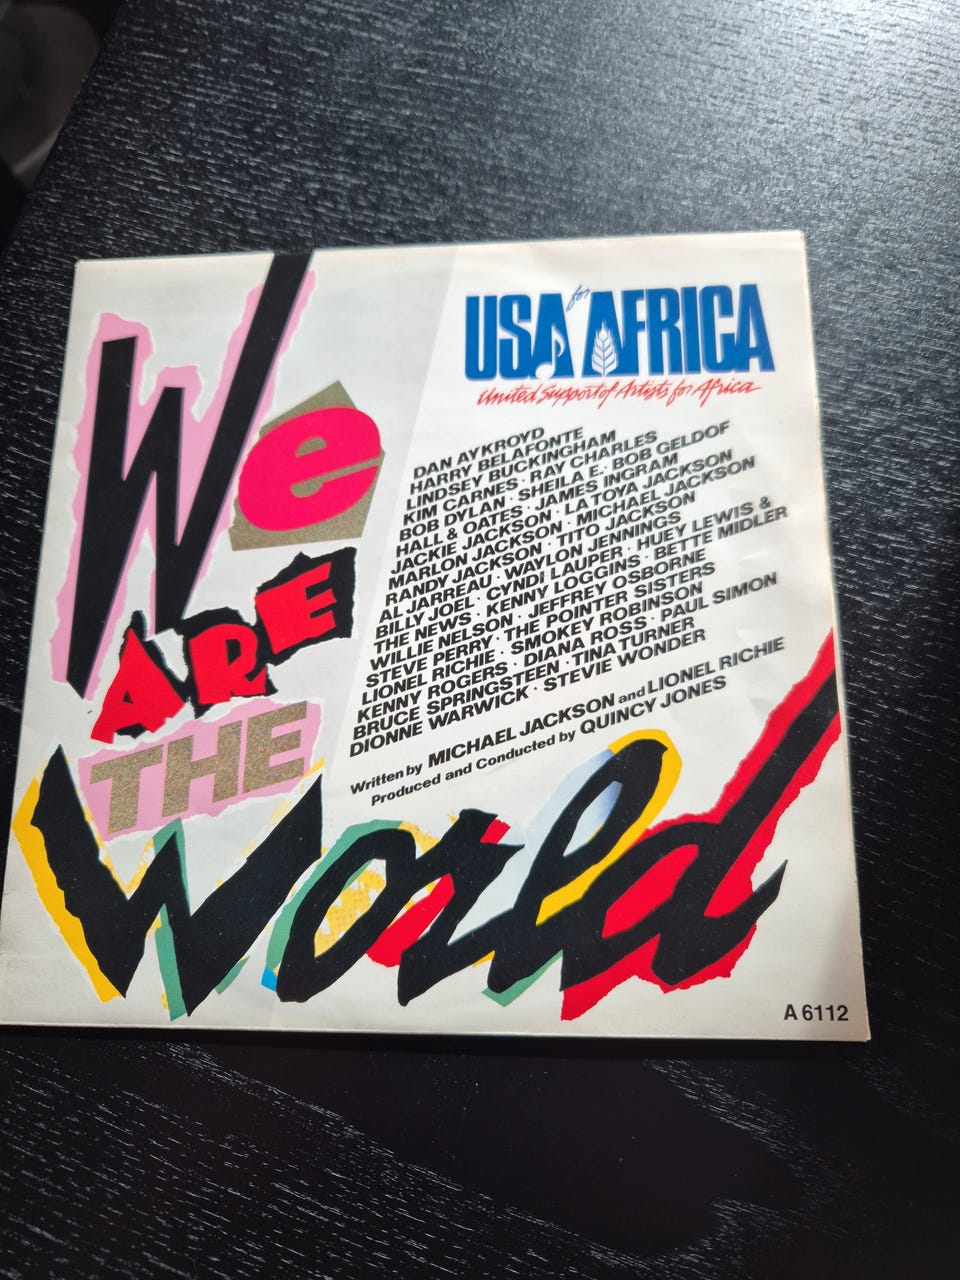 We
ARE
THE
World
USA for AFRICA
United Support of Artists for Africa
DAN AYKROYD
HARRY BELAFONTE
LINDSEY BUCKINGHAM
KIM CARNES · RAY CHARLES
BOB DYLAN · SHEILA E. · BOB GELDOF
HALL & OATES · JAMES INGRAM
JACKIE JACKSON · LA TOYA JACKSON
MARLON JACKSON · MICHAEL JACKSON
RANDY JACKSON · TITO JACKSON
AL JARREAU · WAYLON JENNINGS
BILLY JOEL · CYNDI LAUPER · HUEY LEWIS &
THE NEWS · KENNY LOGGINS · BETTE MIDLER
WILLIE NELSON · JEFFREY OSBORNE
STEVE PERRY · THE POINTER SISTERS
LIONEL RICHIE · SMOKEY ROBINSON
KENNY ROGERS · DIANA ROSS · PAUL SIMON
BRUCE SPRINGSTEEN · TINA TURNER
DIONNE WARWICK · STEVIE WONDER
Written by MICHAEL JACKSON and LIONEL RICHIE
Produced and Conducted by QUINCY JONES
A 6112